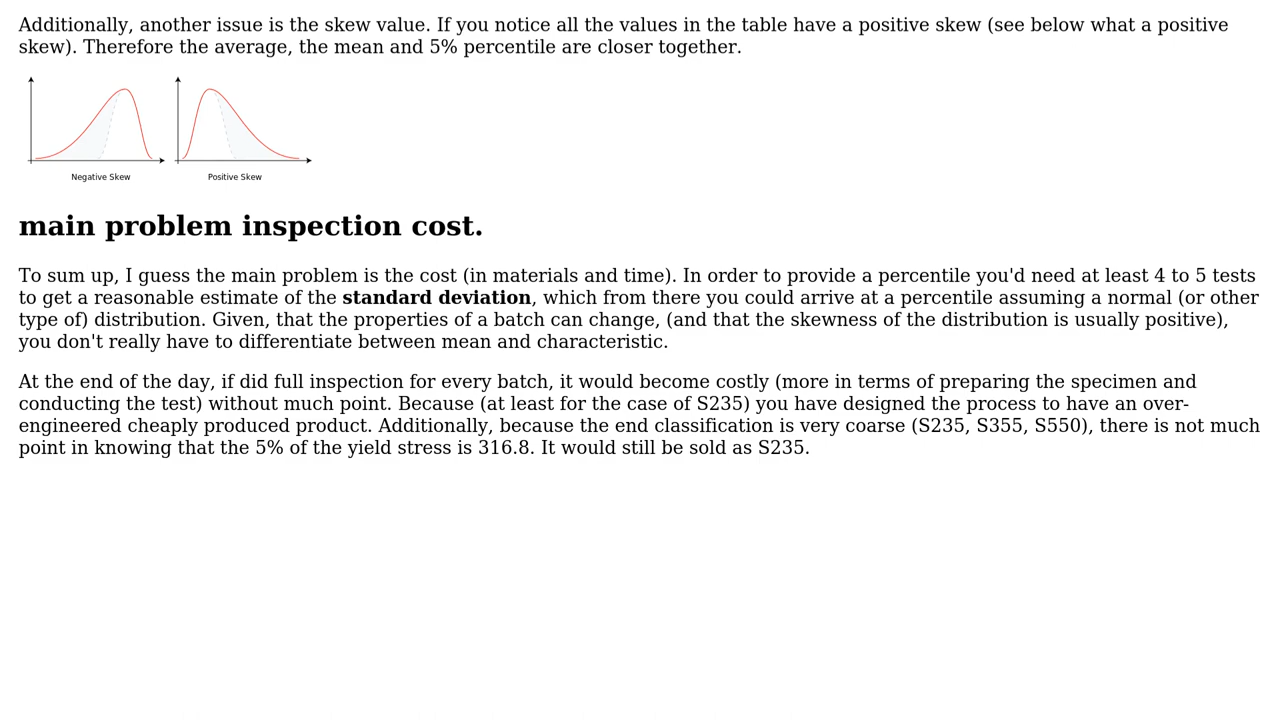 Additionally, another issue is the skew value. If you notice all the values in the table have a positive skew (see below what a positive
skew). Therefore the average, the mean and 5% percentile are closer together.
Negative Skew
Positive Skew
main problem inspection cost.
To sum up, I guess the main problem is the cost (in materials and time). In order to provide a percentile you'd need at least 4 to 5 tests
to get a reasonable estimate of the standard deviation, which from there you could arrive at a percentile assuming a normal (or other
type of) distribution. Given, that the properties of a batch can change, (and that the skewness of the distribution is usually positive),
you don't really have to differentiate between mean and characteristic.
At the end of the day, if did full inspection for every batch, it would become costly (more in terms of preparing the specimen and
conducting the test) without much point. Because (at least for the case of S235) you have designed the process to have an over-
engineered cheaply produced product. Additionally, because the end classification is very coarse (S235, S355, S550), there is not much
point in knowing that the 5% of the yield stress is 316.8. It would still be sold as S235.